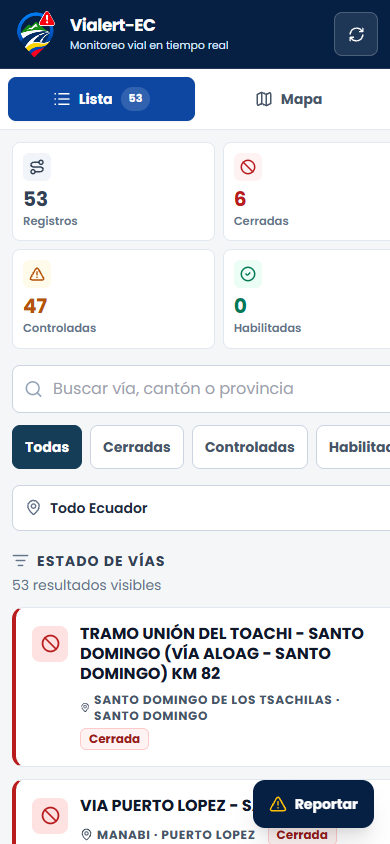 Vialert-EC
Monitoreo vial en tiempo real
Lista 53
Mapa
53
Registros
6
Cerradas
47
Controladas
0
Habilitadas
Buscar vía, cantón o provincia
Todas
Cerradas
Controladas
Habilitad
Todo Ecuador
ESTADO DE VÍAS
53 resultados visibles
TRAMO UNIÓN DEL TOACHI - SANTO
DOMINGO (VÍA ALOAG - SANTO
DOMINGO) KM 82
SANTO DOMINGO DE LOS TSACHILAS ·
SANTO DOMINGO
Cerrada
VIA PUERTO LOPEZ - S
Reportar
MANABI · PUERTO LOPEZ
Cerrada